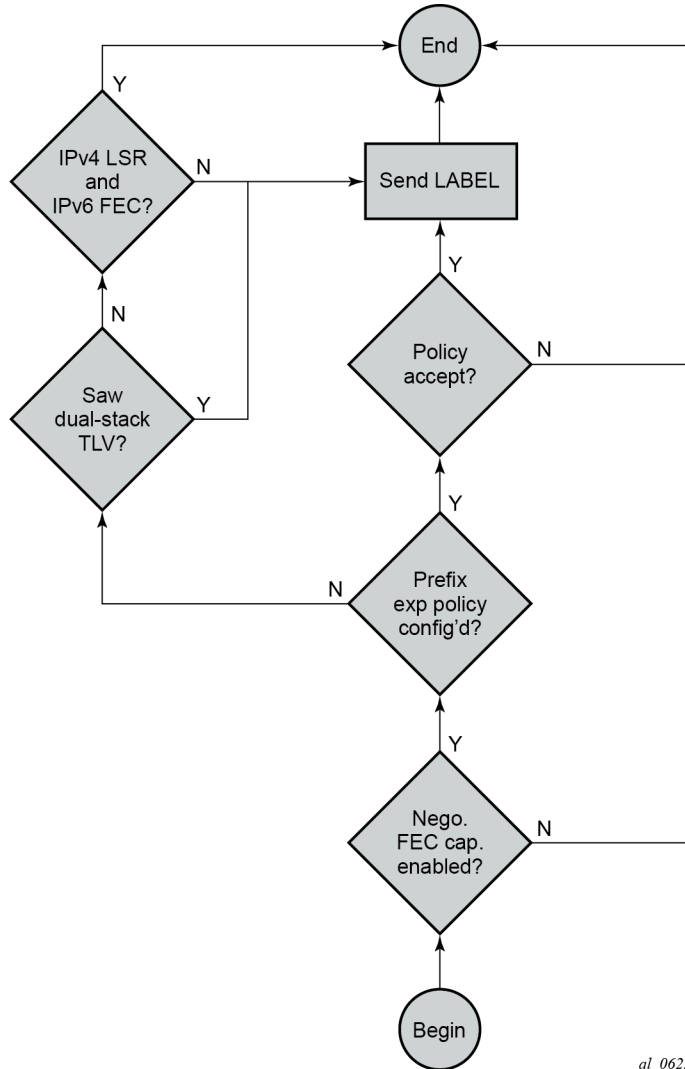 End
Y
IPv4 LSR
and
IPv6 FEC?
N
Send LABEL
Y
N
Policy
accept?
N
Saw
dual-stack
TLV?
Y
Y
N
Prefix
exp policy
config'd?
Y
Nego.
FEC cap.
enabled?
N
Begin